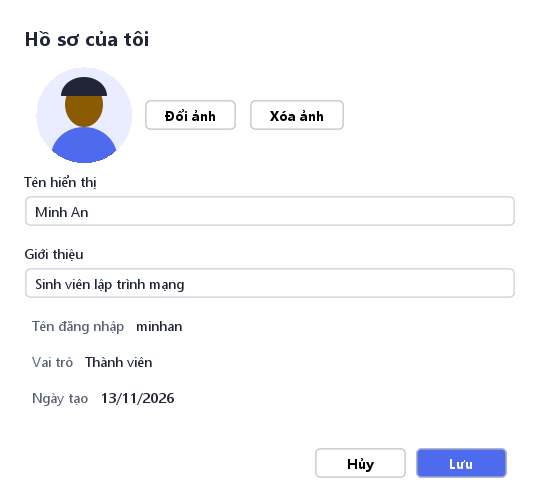 Hồ sơ của tôi
Đổi ảnh Xóa ảnh
Tên hiển thị
Minh An
Giới thiệu
Sinh viên lập trình mạng
Tên đăng nhập minhan
Vai trò Thành viên
Ngày tạo 13/11/2026
Hủy Lưu